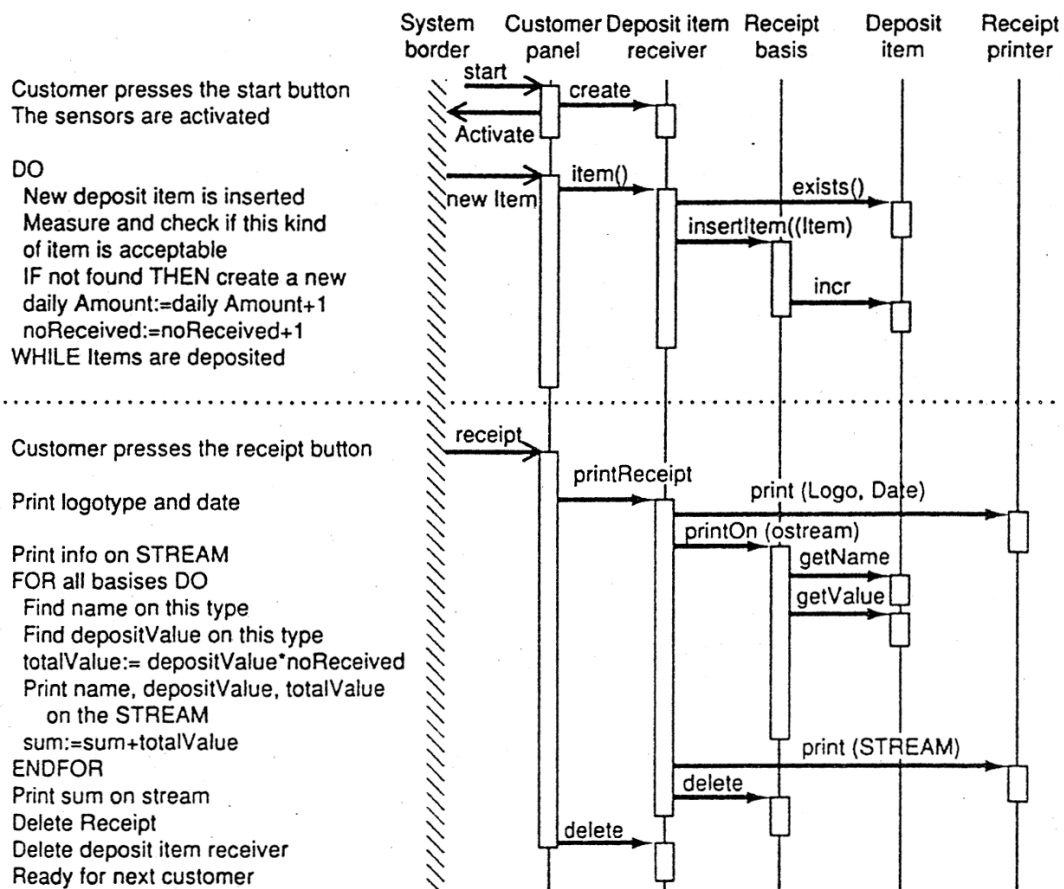 System Customer Deposit item Receipt Deposit Receipt
border panel receiver basis item printer
start
Customer presses the start button
create
The sensors are activated
Activate
DO
item()
New deposit item is inserted
new Item
exists()
Measure and check if this kind
insertItem((Item)
of item is acceptable
IF not found THEN create a new
incr
daily Amount:=daily Amount+1
noReceived:=noReceived+1
WHILE Items are deposited
receipt
Customer presses the receipt button
printReceipt
Print logotype and date
print (Logo, Date)
printOn (ostream)
Print info on STREAM
getName
FOR all basises DO
Find name on this type
getValue
Find depositValue on this type
totalValue:= depositValue*noReceived
Print name, depositValue, totalValue
on the STREAM
sum:=sum+totalValue
print (STREAM)
ENDFOR
delete
Print sum on stream
Delete Receipt
delete
Delete deposit item receiver
Ready for next customer